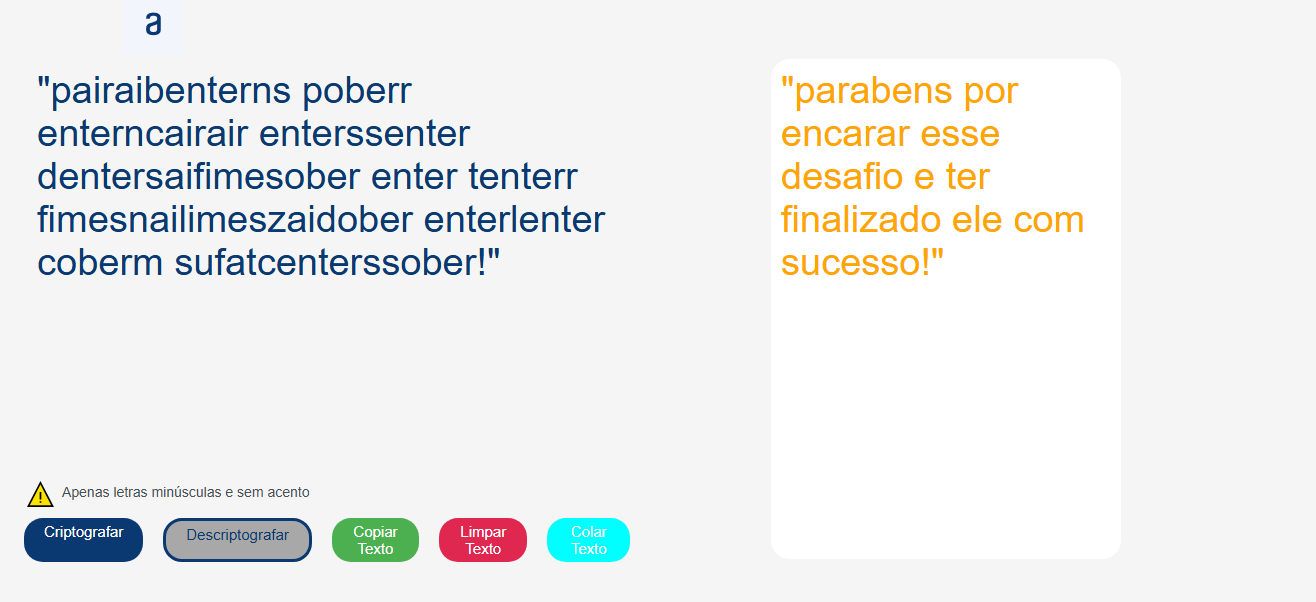 a
"pairaibenterns poberr
enterncairair enterssenter
dentersaifimesober enter tenterr
fimesnailimeszaidober enterlenter
coberm sufatcenterssober!"
"parabens por
encarar esse
desafio e ter
finalizado ele com
sucesso!"
Apenas letras minúsculas e sem acento
Criptografar
Descriptografar
Copiar
Texto
Limpar
Texto
Colar
Texto